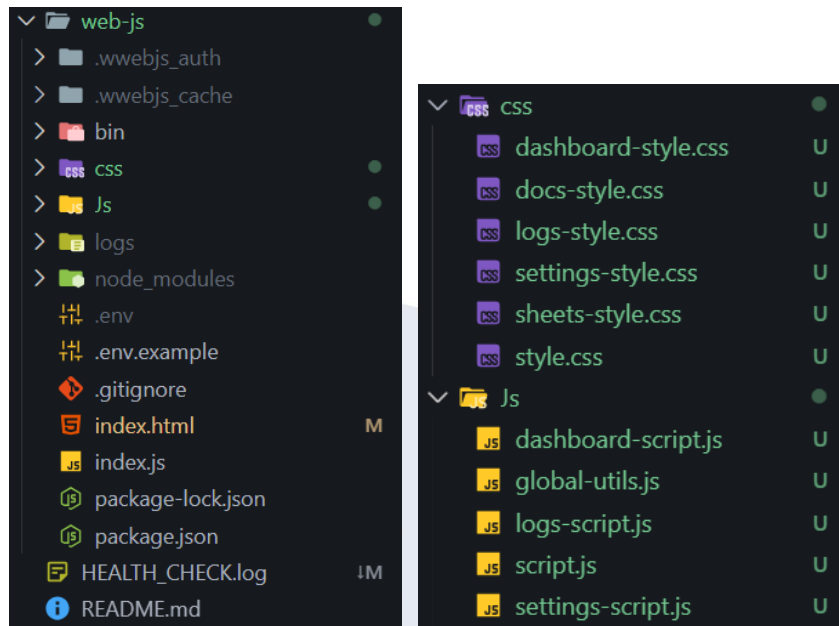 web-js
.wwebjs_auth
.wwebjs_cache
bin
css
Js
logs
node_modules
.env
.env.example
.gitignore
index.html M
index.js
package-lock.json
package.json
HEALTH_CHECK.log ↓M
README.md
css
dashboard-style.css U
docs-style.css U
logs-style.css U
settings-style.css U
sheets-style.css U
style.css U
Js
dashboard-script.js U
global-utils.js U
logs-script.js U
script.js U
settings-script.js U